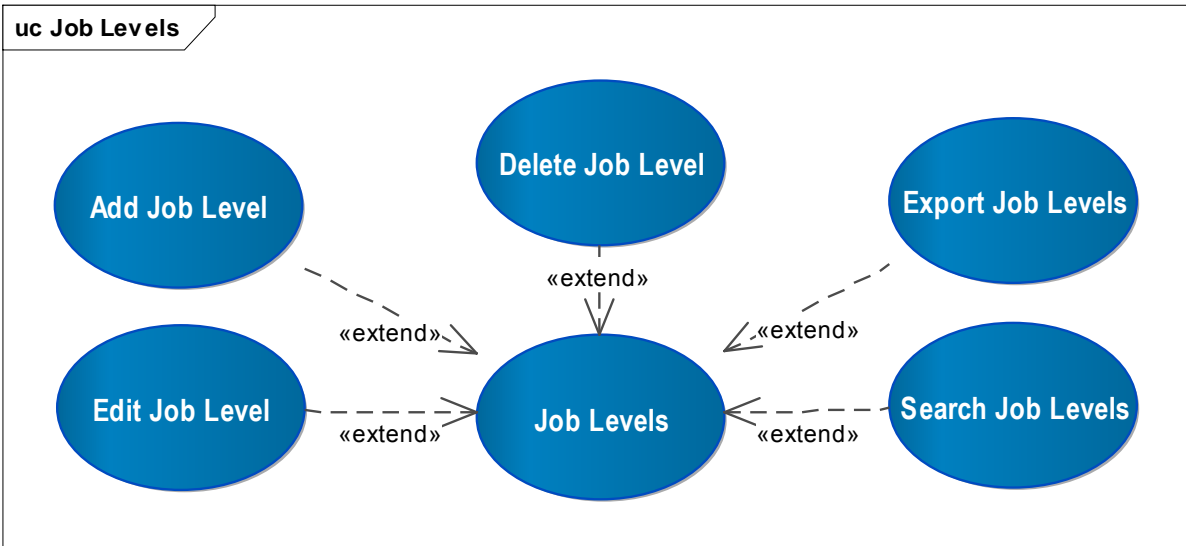 uc Job Levels
Delete Job Level
Add Job Level
Export Job Levels
«extend»
«extend»
«extend»
Edit Job Level
Job Levels
Search Job Levels
«extend»
«extend»